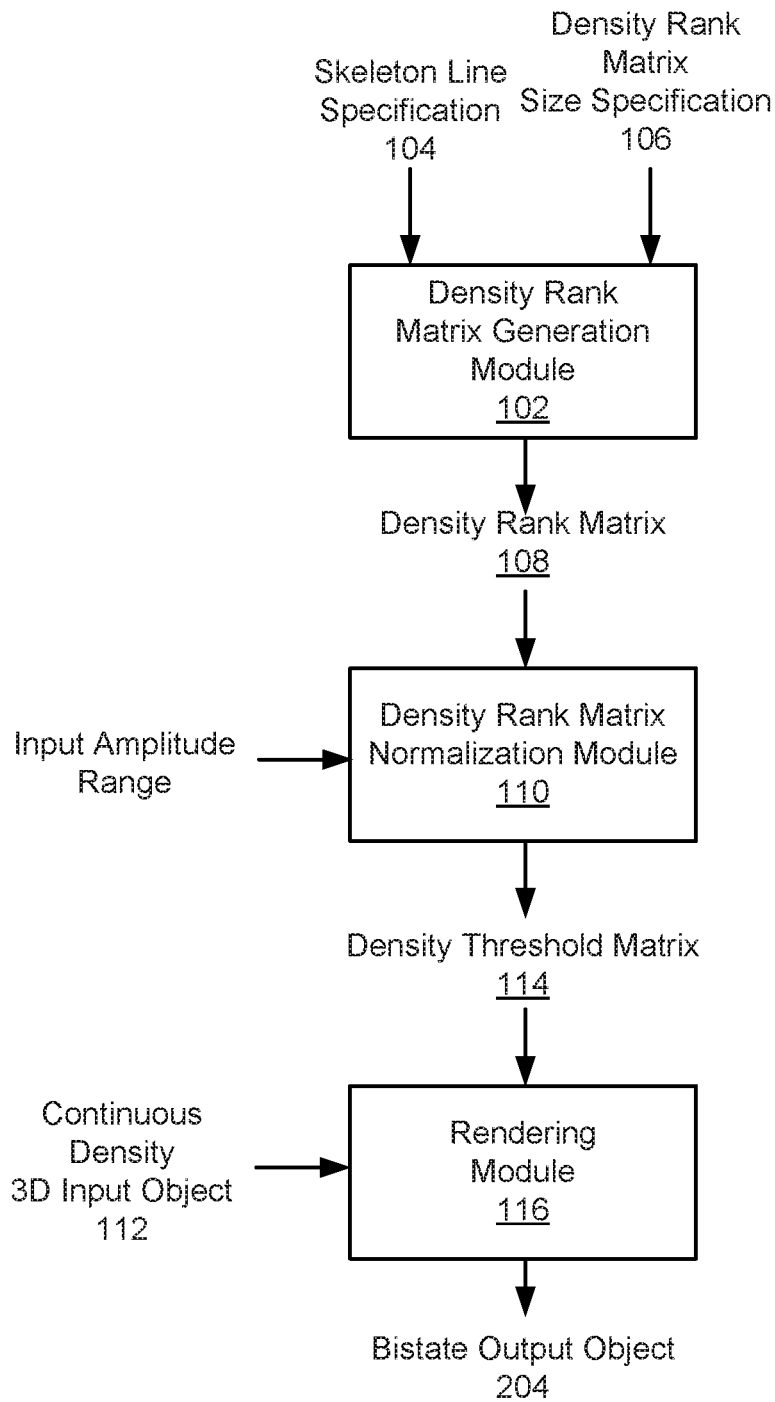 Skeleton Line
Specification
104
Density Rank
Matrix
Size Specification
106
Density Rank
Matrix Generation
Module
102
Density Rank Matrix
108
Input Amplitude
Range
Density Rank Matrix
Normalization Module
110
Density Threshold Matrix
114
Continuous
Density
3D Input Object
112
Rendering
Module
116
Bistate Output Object
204